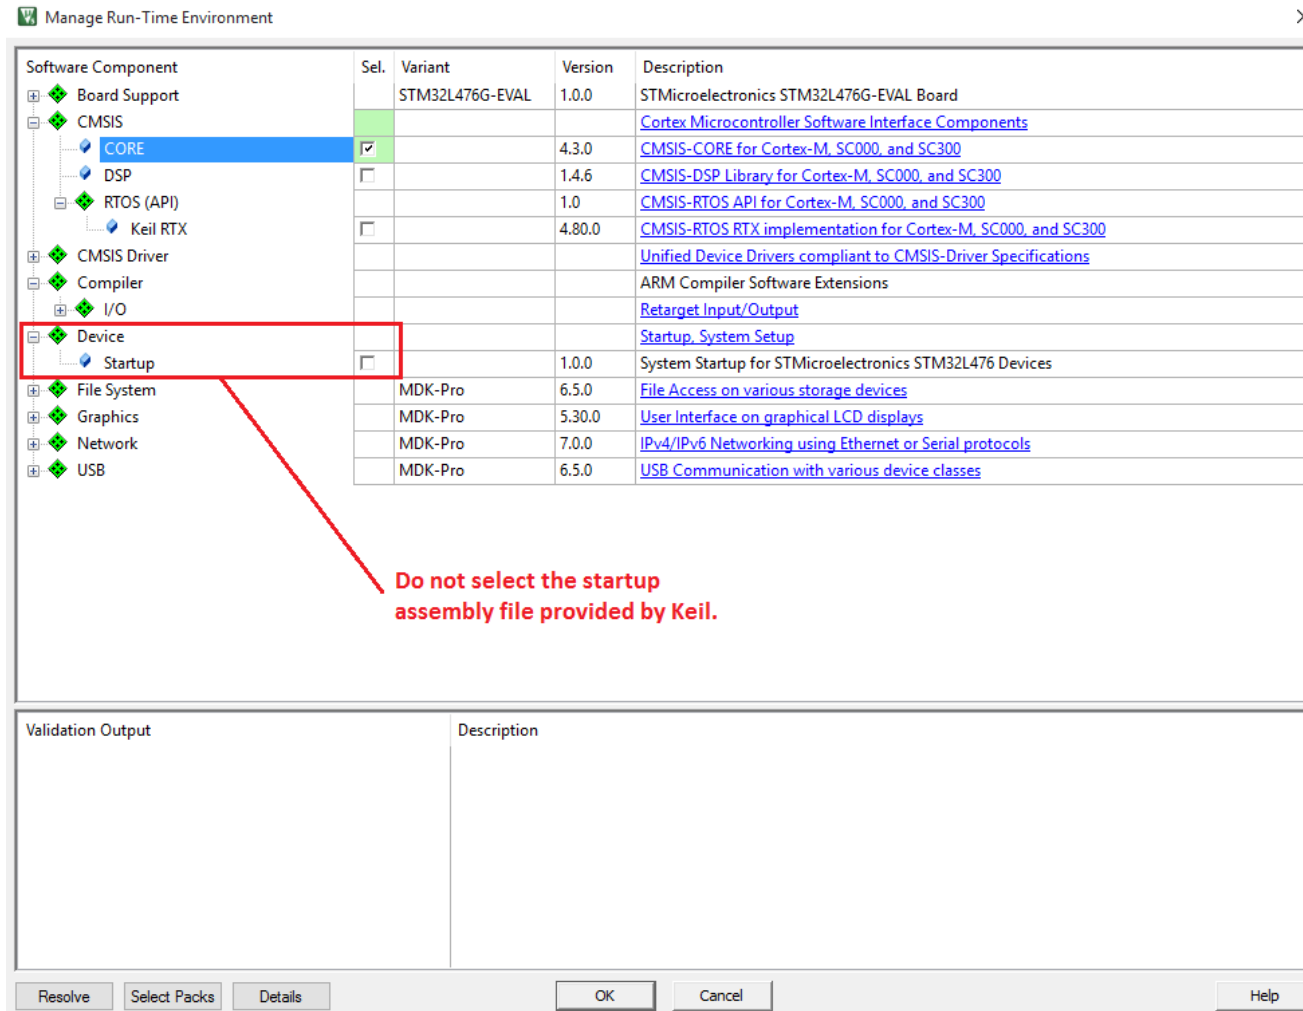 Manage Run-Time Environment
Software Component Sel. Variant Version Description
Board Support STM32L476G-EVAL 1.0.0 STMicroelectronics STM32L476G-EVAL Board
CMSIS Cortex Microcontroller Software Interface Components
CORE 4.3.0 CMSIS-CORE for Cortex-M, SC000, and SC300
DSP 1.4.6 CMSIS-DSP Library for Cortex-M, SC000, and SC300
RTOS (API) 1.0 CMSIS-RTOS API for Cortex-M, SC000, and SC300
Keil RTX 4.80.0 CMSIS-RTOS RTX implementation for Cortex-M, SC000, and SC300
CMSIS Driver Unified Device Drivers compliant to CMSIS-Driver Specifications
Compiler ARM Compiler Software Extensions
I/O Retarget Input/Output
Device Startup, System Setup
Startup 1.0.0 System Startup for STMicroelectronics STM32L476 Devices
File System MDK-Pro 6.5.0 File Access on various storage devices
Graphics MDK-Pro 5.30.0 User Interface on graphical LCD displays
Network MDK-Pro 7.0.0 IPv4/IPv6 Networking using Ethernet or Serial protocols
USB MDK-Pro 6.5.0 USB Communication with various device classes
Do not select the startup
assembly file provided by Keil.
Validation Output Description
Resolve Select Packs Details OK Cancel Help